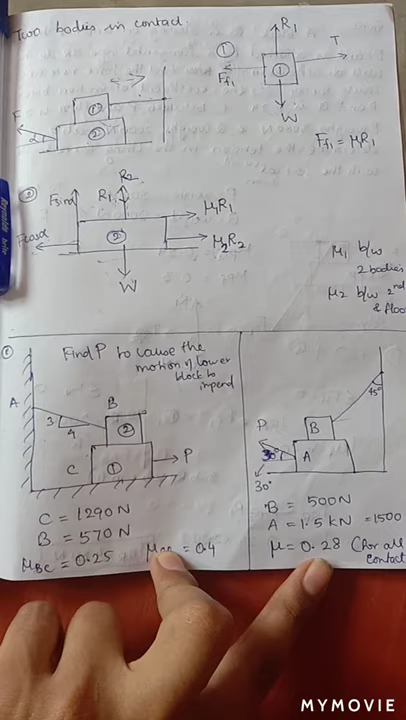 Two bodies in contact.
①
R1
T
①
Ff1
W
Ff1 = μR1
①
②
F
α
②
R2
Fsinα
R1
μ1R1
Fcosα
②
μ2R2
W
μ1 b/w
2 bodies
μ2 b/w 2nd
& floor
①
Find P to cause the
motion of lower
block to
impend
A
3
4
B
②
C
①
P
C = 1290 N
B = 570 N
μBC = 0.25
= 0.4
45°
P
B
30°
A
30°
B = 500N
A = 1.5 kN = 1500
μ = 0.28 (For all
contact
Reynolds
MYMOVIE